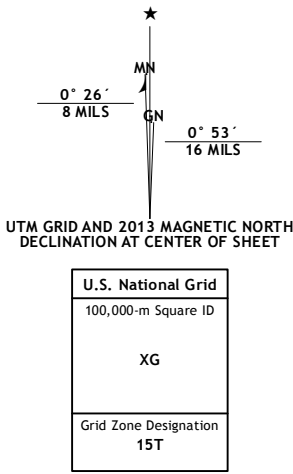 MN
0° 26´
8 MILS
GN
0° 53´
16 MILS
UTM GRID AND 2013 MAGNETIC NORTH
DECLINATION AT CENTER OF SHEET
U.S. National Grid
100,000-m Square ID
XG
Grid Zone Designation
15T